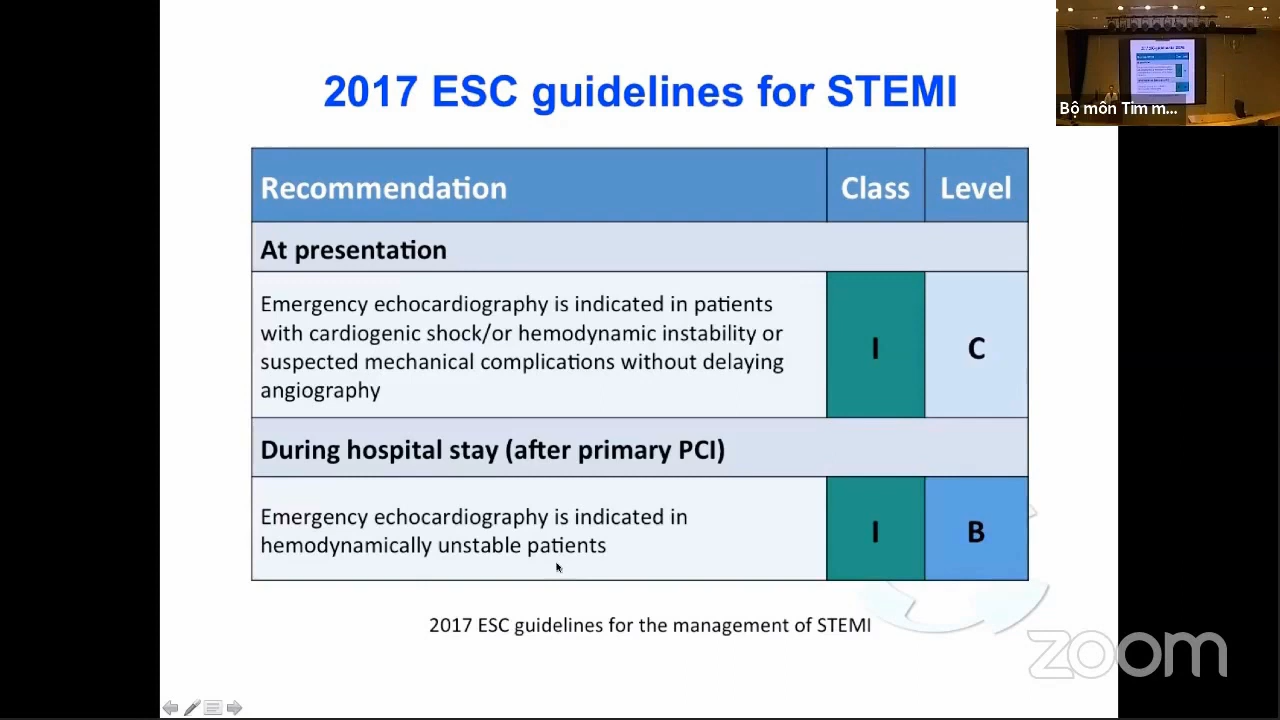 2017 ESC guidelines for STEMI
Recommendation Class Level
At presentation
Emergency echocardiography is indicated in patients
with cardiogenic shock/or hemodynamic instability or
suspected mechanical complications without delaying
angiography
I C
During hospital stay (after primary PCI)
Emergency echocardiography is indicated in
hemodynamically unstable patients
I B
2017 ESC guidelines for the management of STEMI
Bộ môn Tim m...
zoom